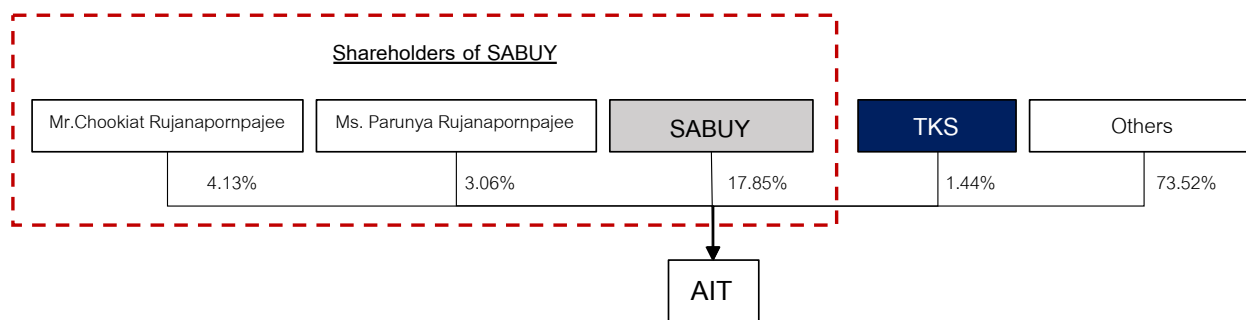 Shareholders of SABUY
Mr.Chookiat Rujanapornpajee
Ms. Parunya Rujanapornpajee
SABUY
TKS
Others
4.13%
3.06%
17.85%
1.44%
73.52%
AIT